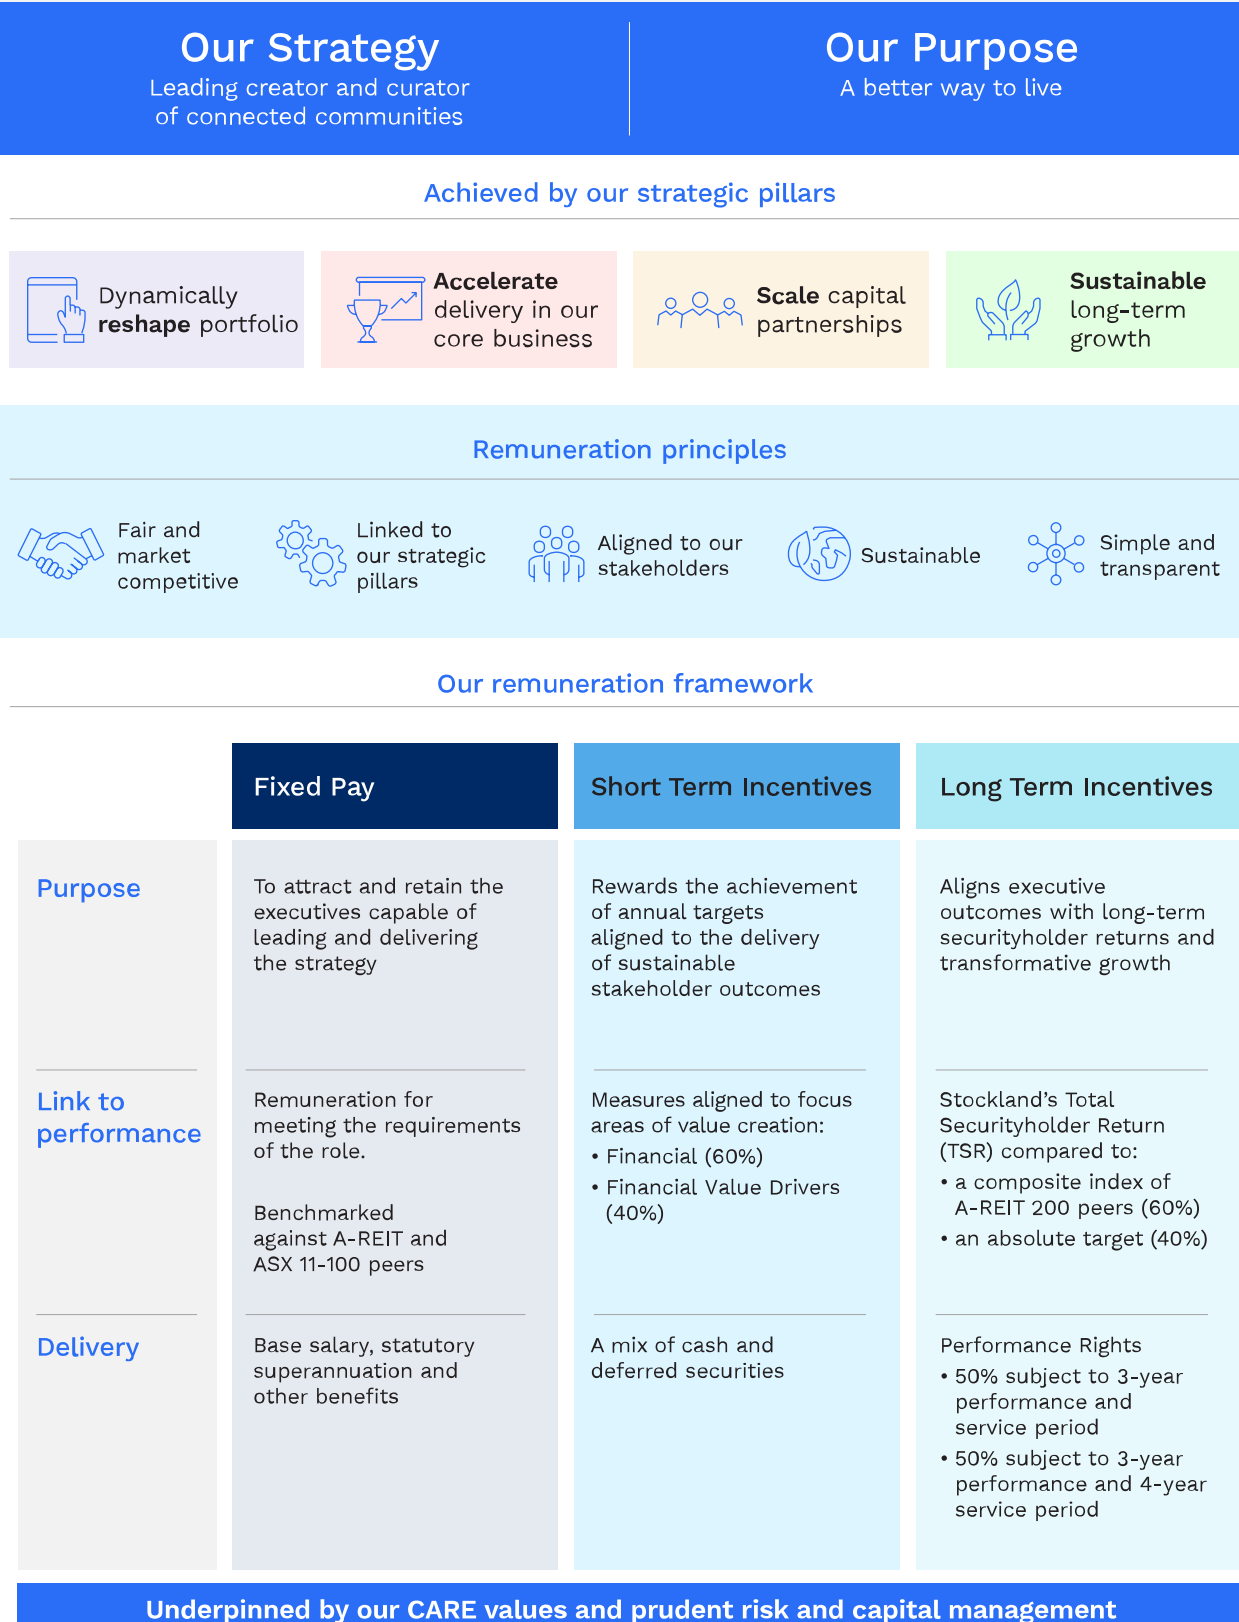 Our Strategy
Leading creator and curator
of connected communities
Our Purpose
A better way to live
Achieved by our strategic pillars
Dynamically
reshape portfolio
Accelerate
delivery in our
core business
Scale capital
partnerships
Sustainable
long-term
growth
Remuneration principles
Fair and
market
competitive
Linked to
our strategic
pillars
Aligned to our
stakeholders
Sustainable
Simple and
transparent
Our remuneration framework
Fixed Pay
Short Term Incentives
Long Term Incentives
Purpose
To attract and retain the
executives capable of
leading and delivering
the strategy
Rewards the achievement
of annual targets
aligned to the delivery
of sustainable
stakeholder outcomes
Aligns executive
outcomes with long-term
securityholder returns and
transformative growth
Link to
performance
Remuneration for
meeting the requirements
of the role.
Benchmarked
against A-REIT and
ASX 11-100 peers
Measures aligned to focus
areas of value creation:
• Financial (60%)
• Financial Value Drivers
(40%)
Stockland's Total
Securityholder Return
(TSR) compared to:
• a composite index of
A-REIT 200 peers (60%)
• an absolute target (40%)
Delivery
Base salary, statutory
superannuation and
other benefits
A mix of cash and
deferred securities
Performance Rights
• 50% subject to 3-year
performance and
service period
• 50% subject to 3-year
performance and 4-year
service period
Underpinned by our CARE values and prudent risk and capital management